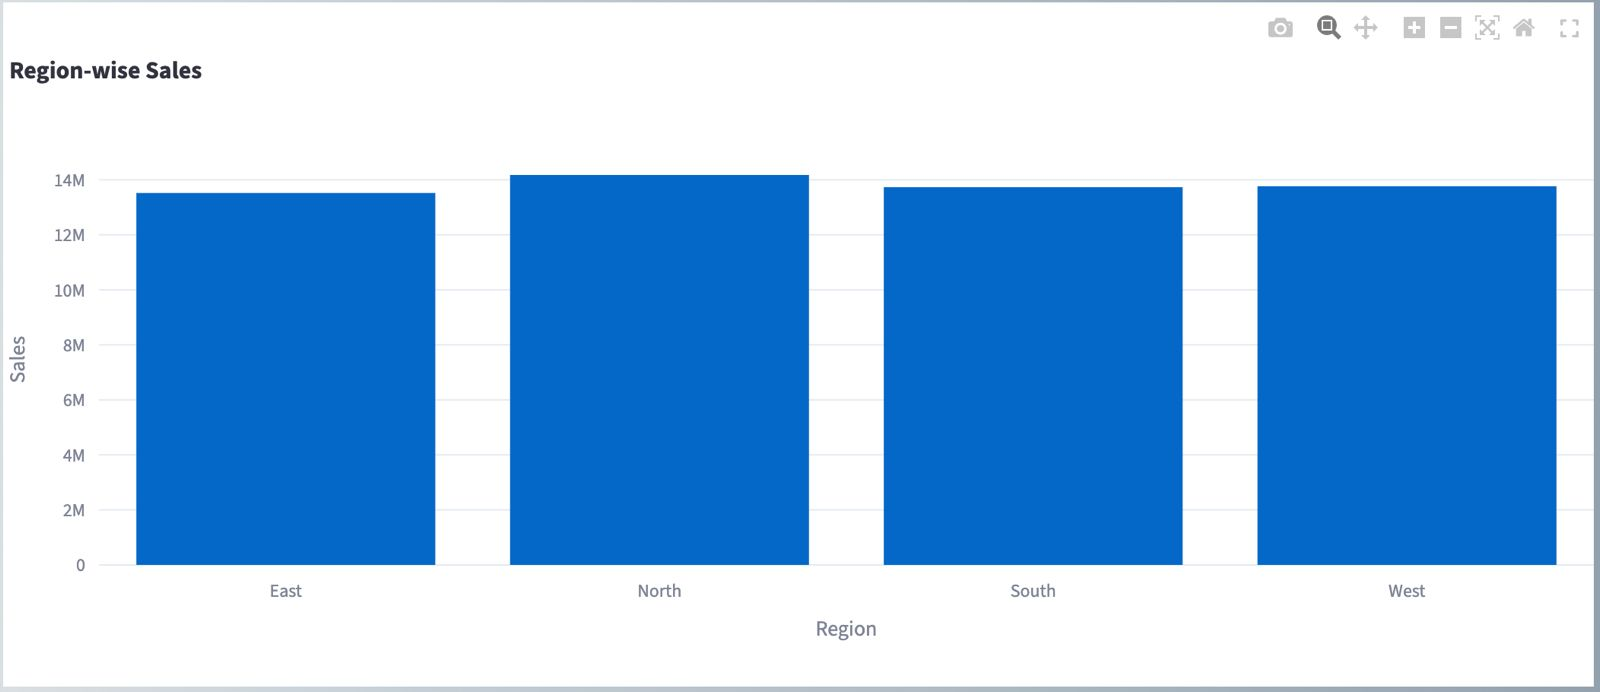 Region-wise Sales
14M
12M
10M
8M
6M
4M
2M
0
Sales
East North South West
Region